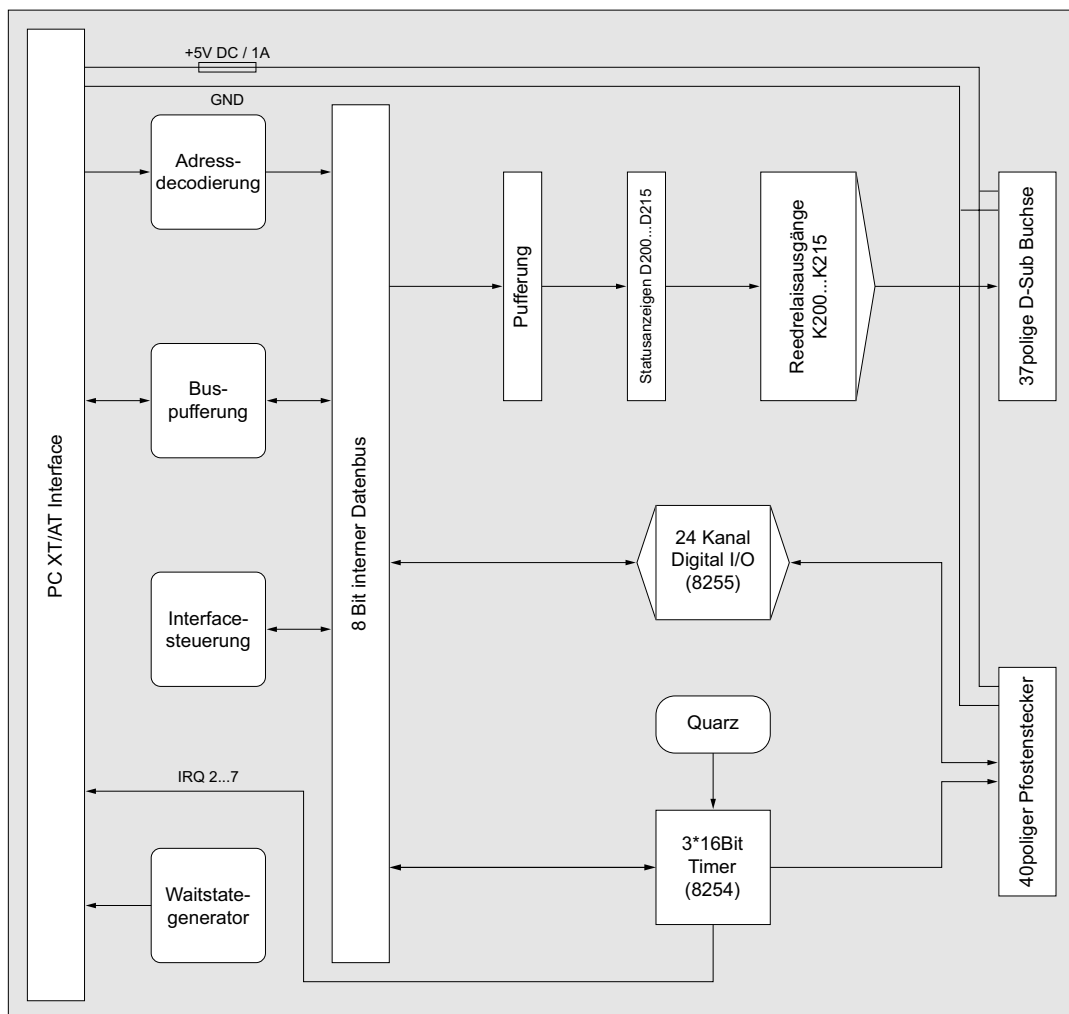 +5V DC / 1A
GND
PC XT/AT Interface
Adress-
decodierung
Bus-
pufferung
Interface-
steuerung
IRQ 2...7
Waitstate-
generator
8 Bit interner Datenbus
Pufferung
Statusanzeigen D200...D215
Reedrelaisausgänge
K200...K215
37polige D-Sub Buchse
24 Kanal
Digital I/O
(8255)
Quarz
3*16Bit
Timer
(8254)
40poliger Pfostenstecker